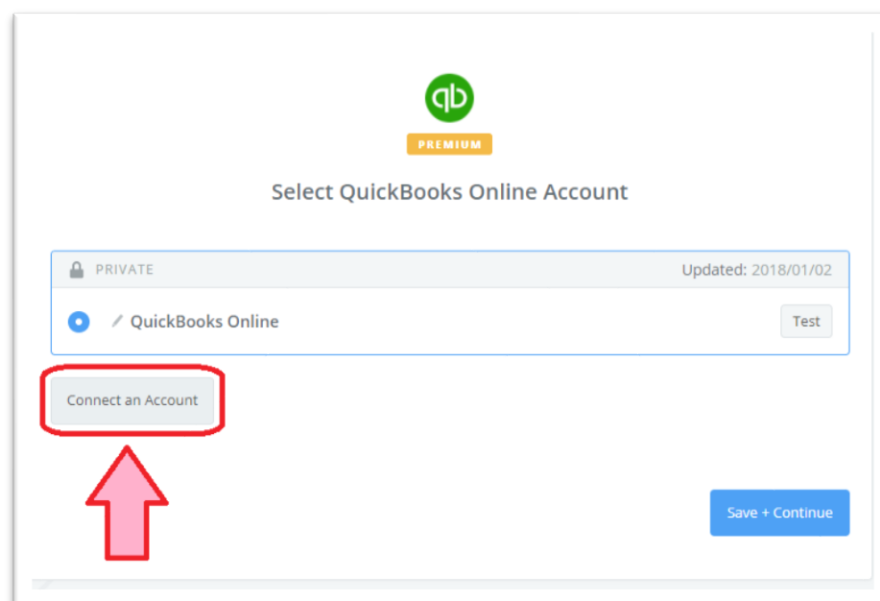 qb
PREMIUM
Select QuickBooks Online Account
PRIVATE Updated: 2018/01/02
QuickBooks Online Test
Connect an Account
Save + Continue